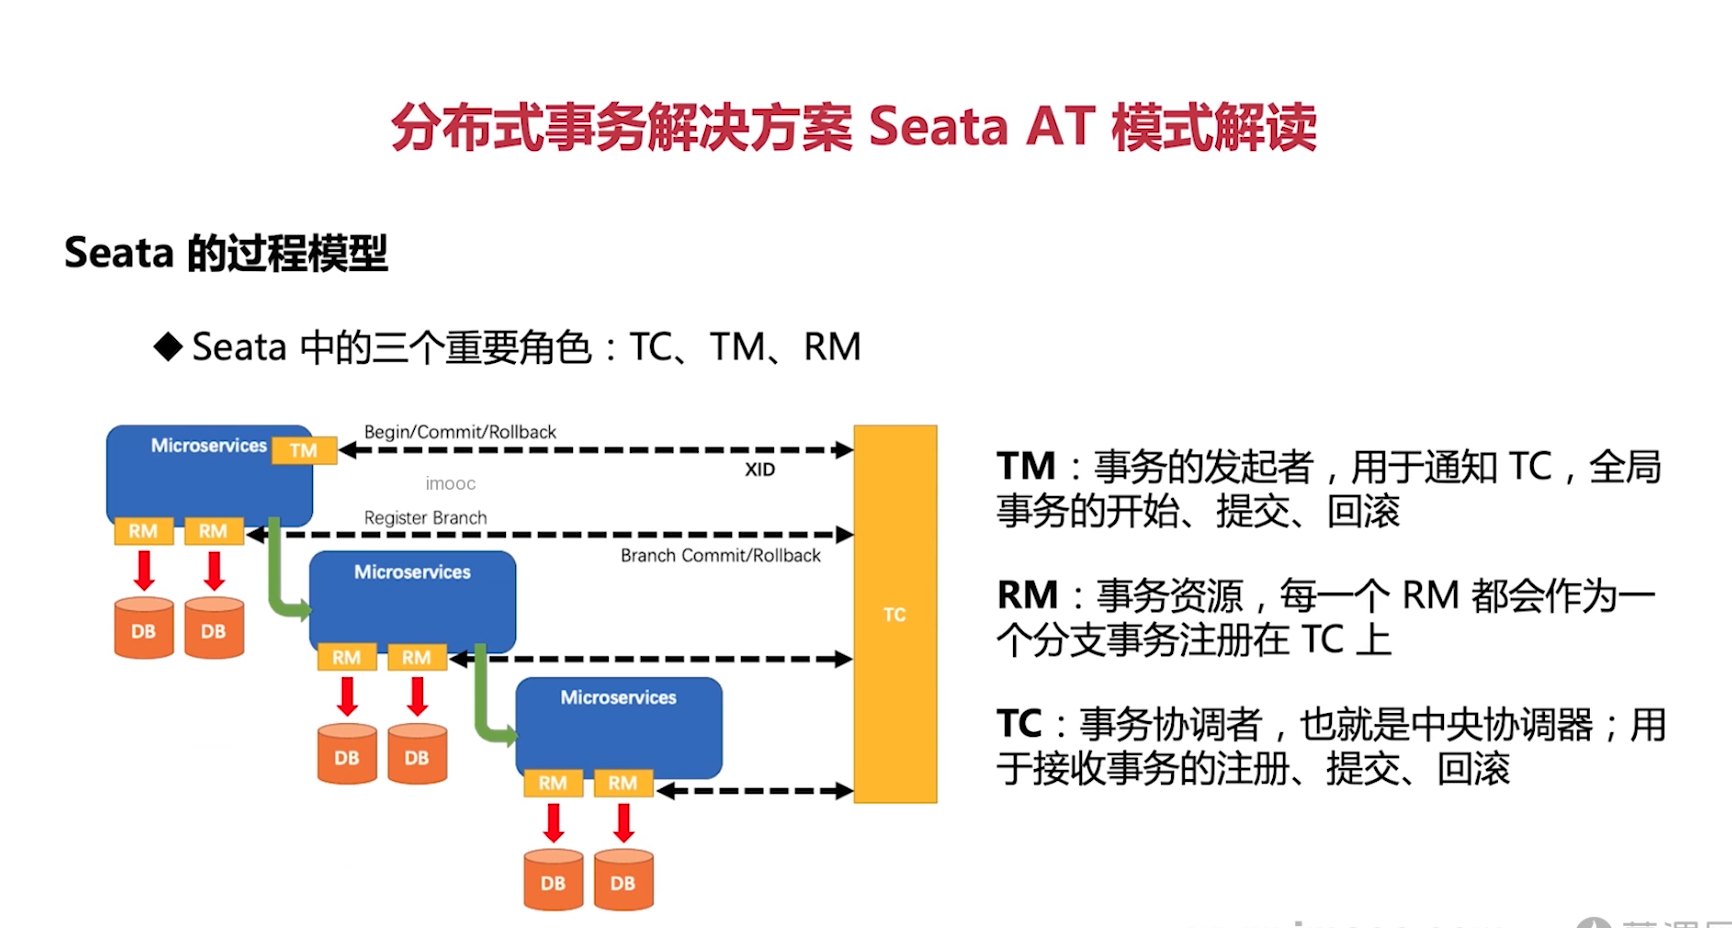 分布式事务解决方案 Seata AT 模式解读
Seata 的过程模型
◆ Seata 中的三个重要角色：TC、TM、RM
Microservices
TM
Begin/Commit/Rollback
XID
imooc
RM
RM
Register Branch
Branch Commit/Rollback
DB
DB
Microservices
RM
RM
DB
DB
Microservices
RM
RM
DB
DB
TC
TM：事务的发起者，用于通知 TC，全局
事务的开始、提交、回滚
RM：事务资源，每一个 RM 都会作为一
个分支事务注册在 TC 上
TC：事务协调者，也就是中央协调器；用
于接收事务的注册、提交、回滚